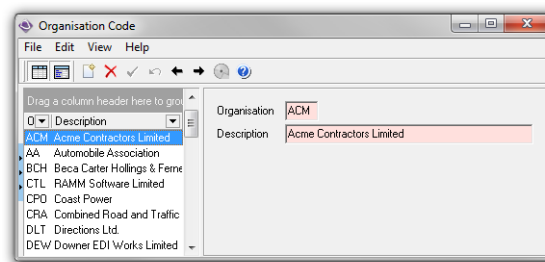 Organisation Code
File Edit View Help
Drag a column header here to grou
O Description
ACM Acme Contractors Limited
AA Automobile Association
BCH Beca Carter Hollings & Ferne
CTL RAMM Software Limited
CPO Coast Power
CRA Combined Road and Traffic
DLT Directions Ltd.
DEW Downer EDI Works Limited
Organisation ACM
Description Acme Contractors Limited